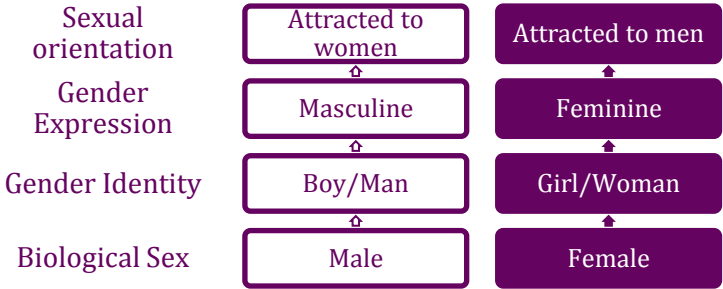 Sexual
orientation
Attracted to
women
Attracted to men
Gender
Expression
Masculine
Feminine
Gender Identity
Boy/Man
Girl/Woman
Biological Sex
Male
Female